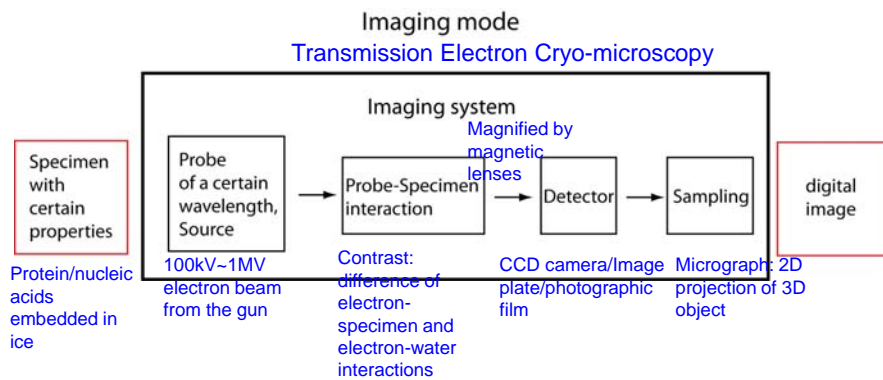 Imaging mode
Transmission Electron Cryo-microscopy
Imaging system
Specimen
with
certain
properties
Protein/nucleic
acids
embedded in
ice
Probe
of a certain
wavelength,
Source
100kV~1MV
electron beam
from the gun
Probe-Specimen
interaction
Contrast:
difference of
electron-
specimen and
electron-water
interactions
Magnified by
magnetic
lenses
Detector
CCD camera/Image
plate/photographic
film
Sampling
Micrograph: 2D
projection of 3D
object
digital
image